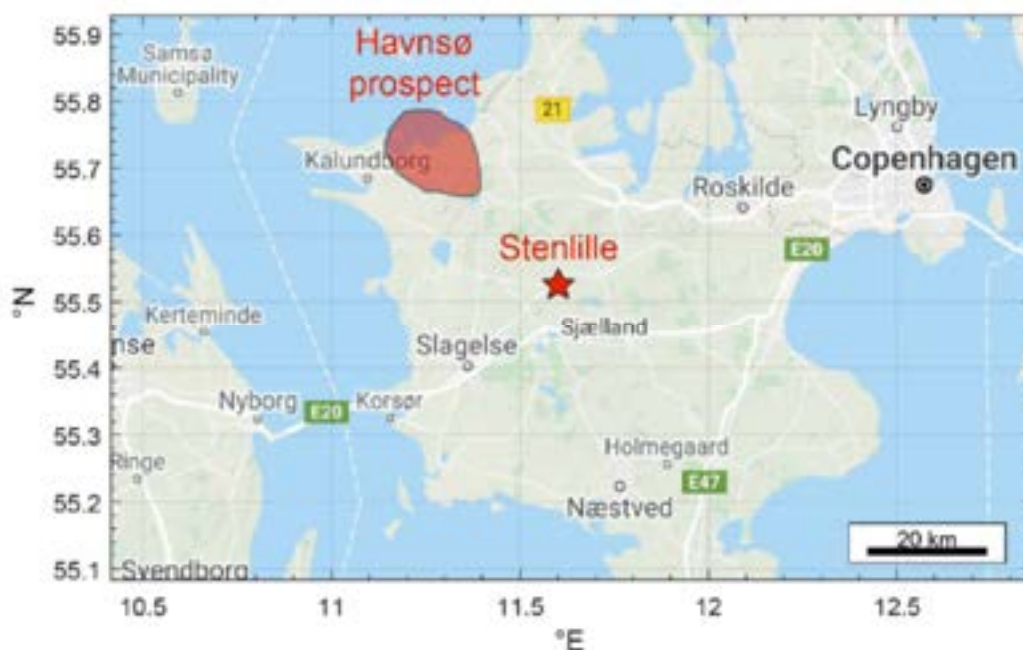 55.9
55.8
55.7
55.6
55.5
55.4
55.3
55.2
55.1
°N
Samsø
Municipality
Havnsø
prospect
21
Lyngby
Kalundborg
Copenhagen
Roskilde
Stenlille
E20
Kerteminde
Sjælland
nse
Slagelse
Nyborg
E20
Korsør
Holmegaard
Ringe
E47
Næstved
20 km
Svendborg
10.5
11
11.5
12
12.5
°E